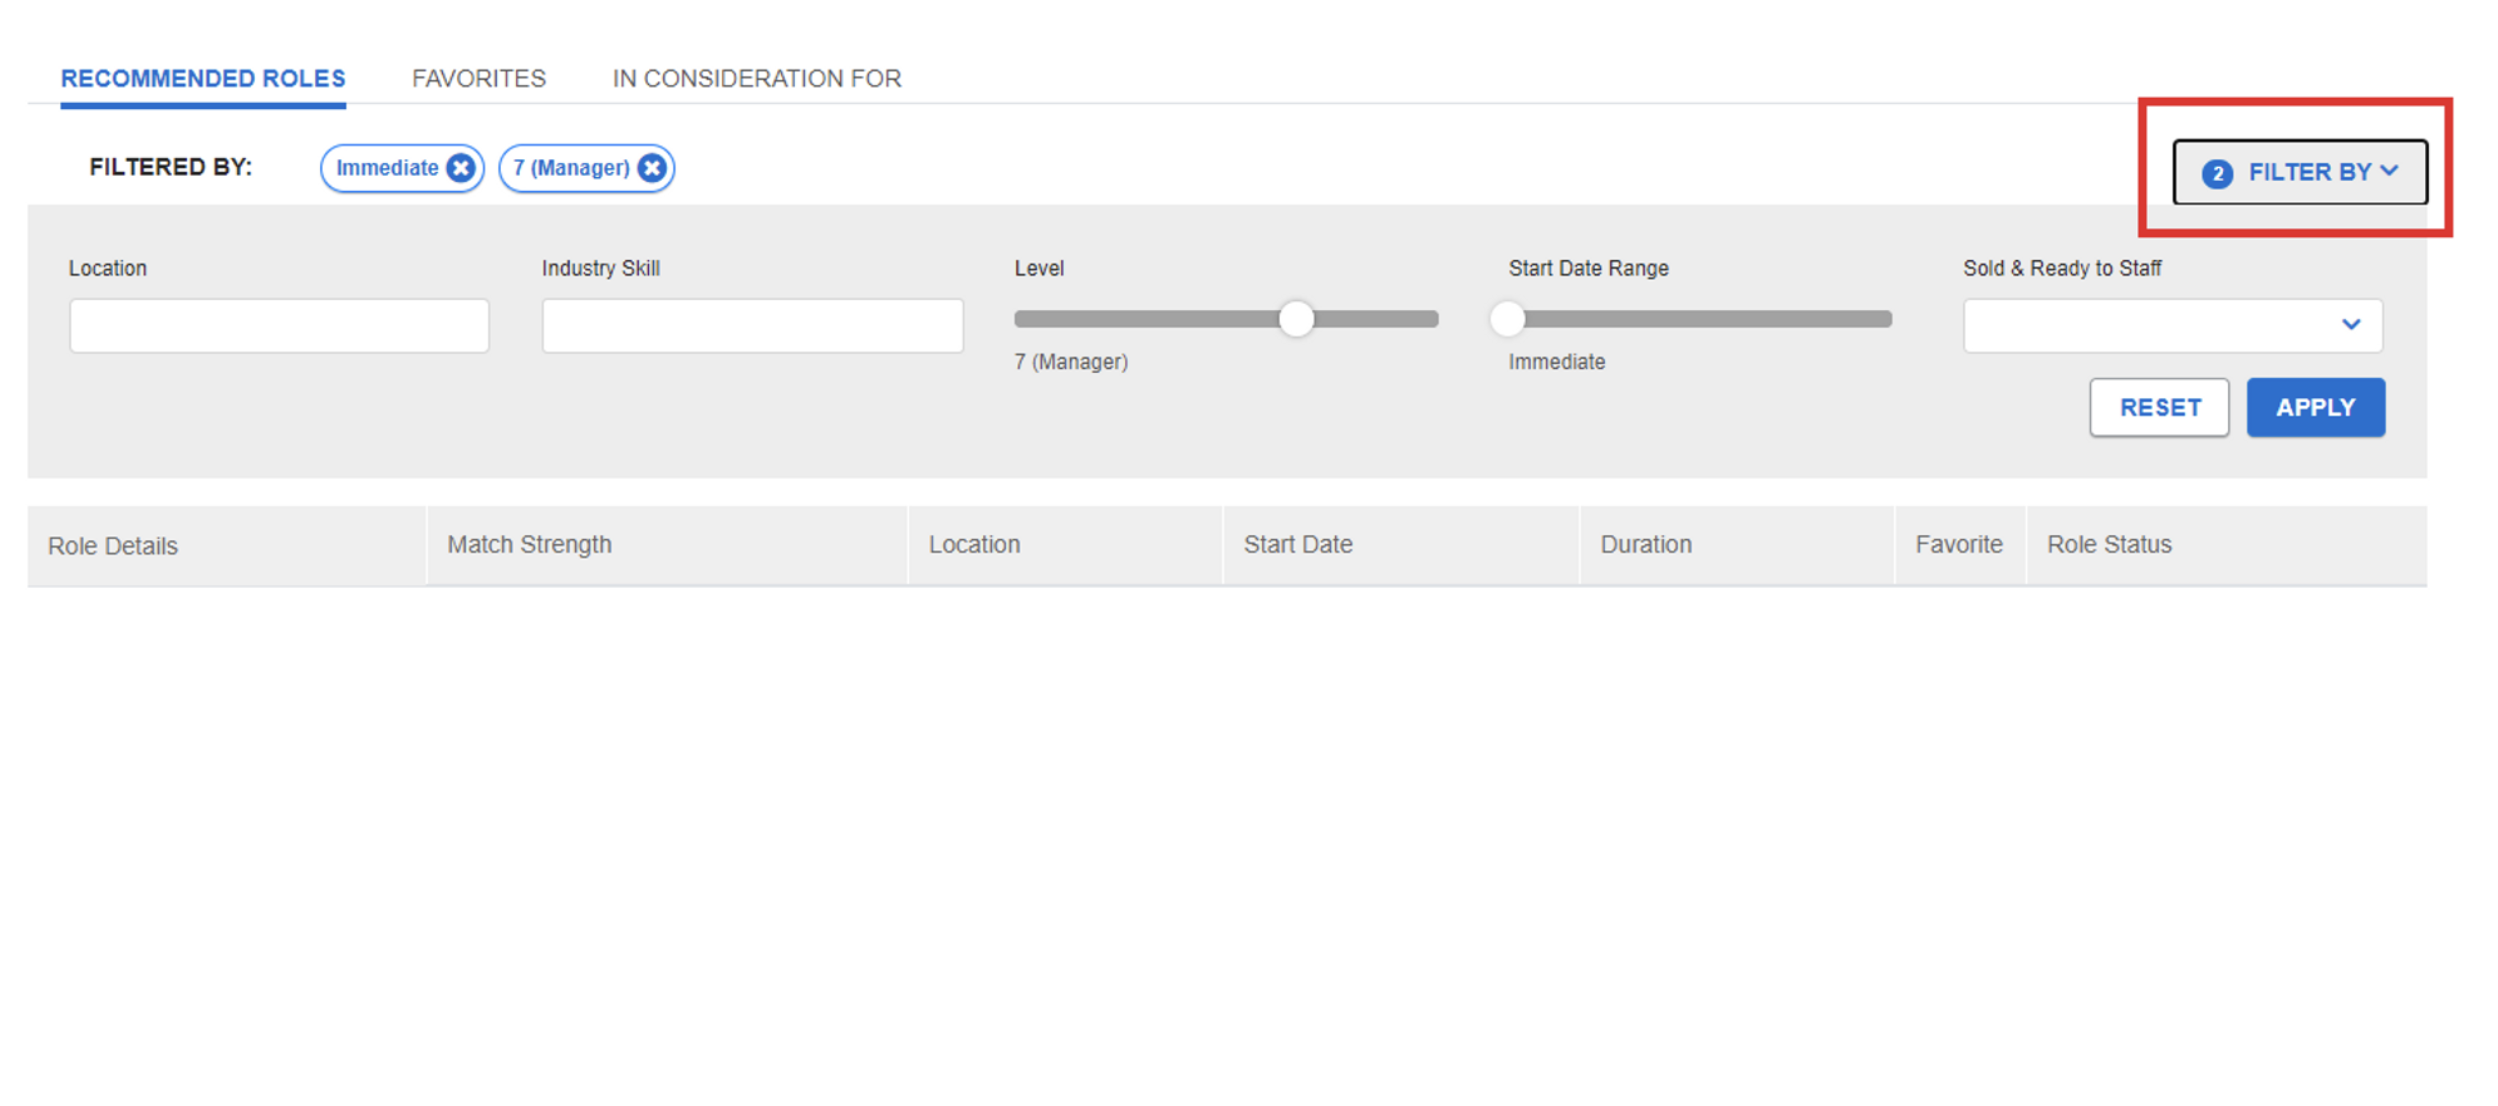 RECOMMENDED ROLES FAVORITES IN CONSIDERATION FOR
FILTERED BY: Immediate 7 (Manager) 2 FILTER BY
Location Industry Skill Level Start Date Range Sold & Ready to Staff
7 (Manager) Immediate
RESET APPLY
Role Details Match Strength Location Start Date Duration Favorite Role Status